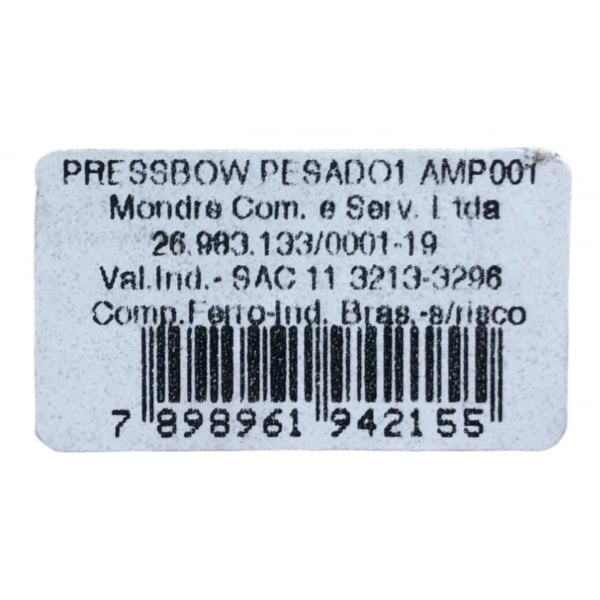 PRESSBOW PESADO1 AMP001
Mondre Com. e Serv. Ltda
26.983.133/0001-19
Val.Ind.- SAC 11 3213-3296
Comp.Ferro-Ind. Bras.-s/risco
7 898961 942155